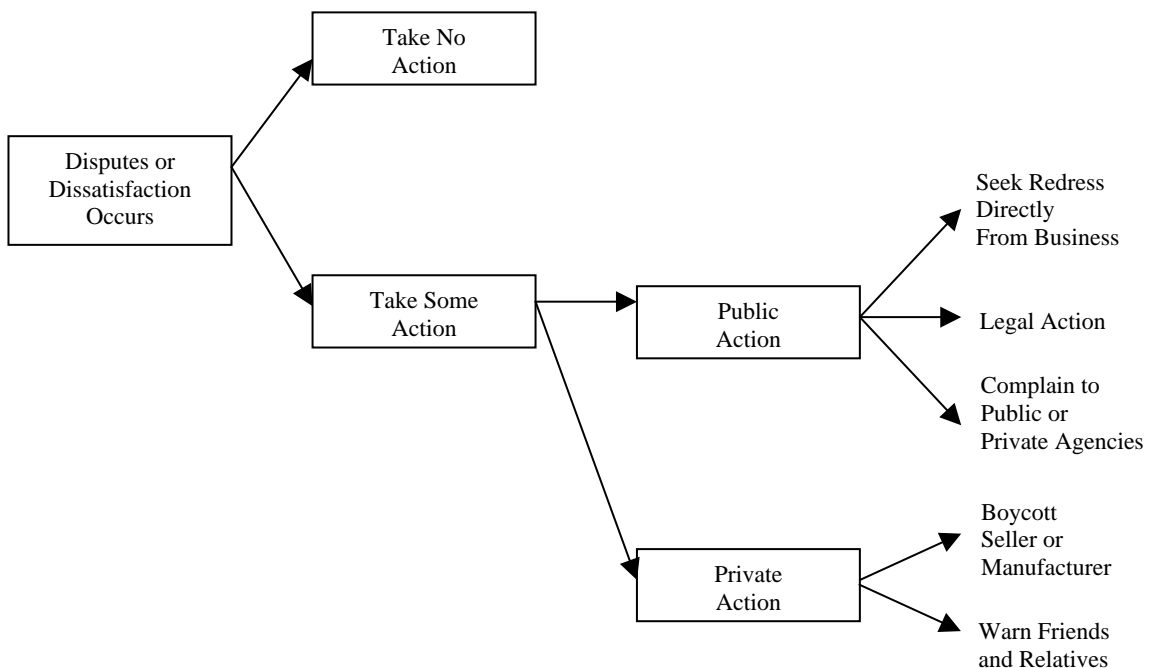 Take No
Action
Disputes or
Dissatisfaction
Occurs
Take Some
Action
Public
Action
Seek Redress
Directly
From Business
Legal Action
Complain to
Public or
Private Agencies
Private
Action
Boycott
Seller or
Manufacturer
Warn Friends
and Relatives